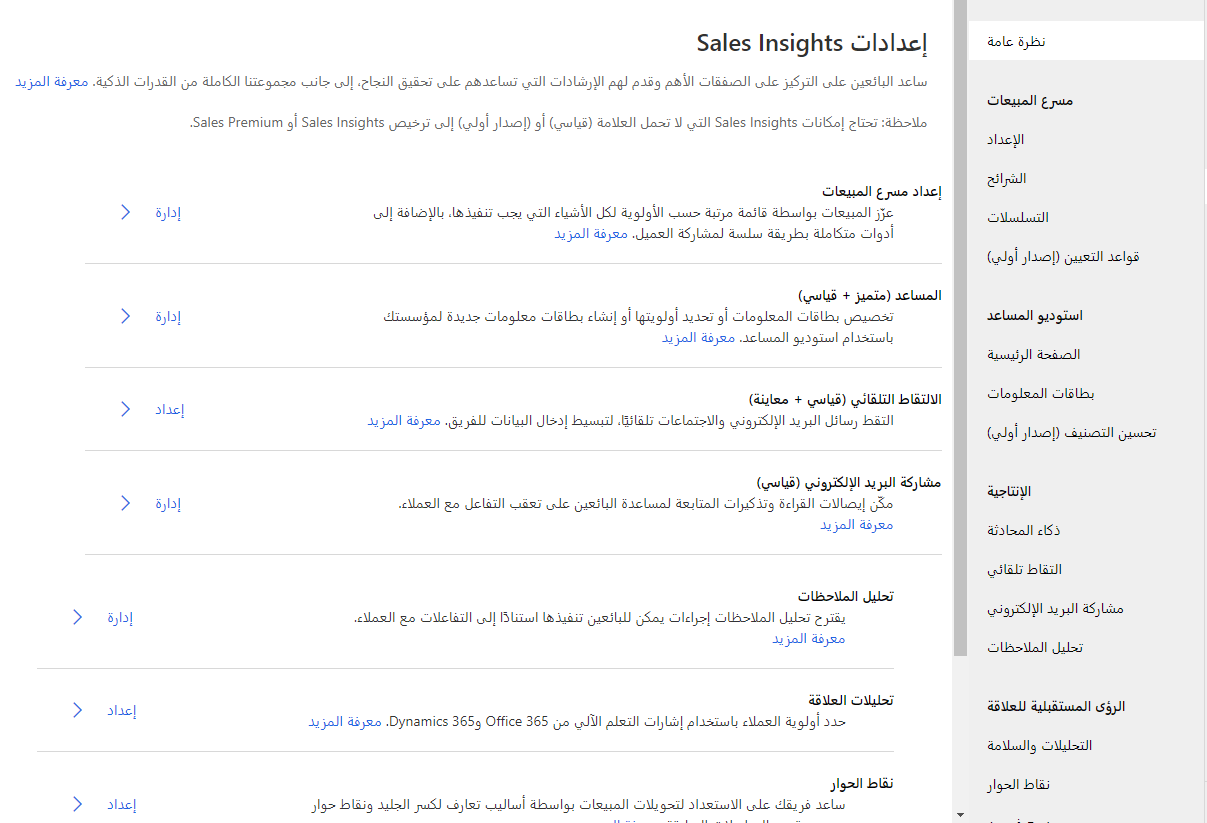 نظرة عامة
مسرع المبيعات
الإعداد
الشرائح
التسلسلات
قواعد التعيين (إصدار أولي)
استوديو المساعد
الصفحة الرئيسية
بطاقات المعلومات
تحسين التصنيف (إصدار أولي)
الإنتاجية
ذكاء المحادثة
التقاط تلقائي
مشاركة البريد الإلكتروني
تحليل الملاحظات
الرؤى المستقبلية للعلاقة
التحليلات والسلامة
نقاط الحوار
إعدادات Sales Insights
ساعد البائعين على التركيز على الصفقات الأهم وقدم لهم الإرشادات التي تساعدهم على تحقيق النجاح، إلى جانب مجموعتنا الكاملة من القدرات الذكية. معرفة المزيد
ملاحظة: تحتاج إمكانات Sales Insights التي لا تحمل العلامة (قياسي) أو (إصدار أولي) إلى ترخيص Sales Insights أو Sales Premium.
إعداد مسرع المبيعات
عزّز المبيعات بواسطة قائمة مرتبة حسب الأولوية لكل الأشياء التي يجب تنفيذها، بالإضافة إلى
أدوات متكاملة بطريقة سلسة لمشاركة العميل. معرفة المزيد
إدارة
المساعد (متميز + قياسي)
تخصيص بطاقات المعلومات أو تحديد أولويتها أو إنشاء بطاقات معلومات جديدة لمؤسستك
باستخدام استوديو المساعد. معرفة المزيد
إدارة
الالتقاط التلقائي (قياسي + معاينة)
التقط رسائل البريد الإلكتروني والاجتماعات تلقائيًا، لتبسيط إدخال البيانات للفريق. معرفة المزيد
إعداد
مشاركة البريد الإلكتروني (قياسي)
مكّن إيصالات القراءة وتذكيرات المتابعة لمساعدة البائعين على تعقب التفاعل مع العملاء.
معرفة المزيد
إدارة
تحليل الملاحظات
يقترح تحليل الملاحظات إجراءات يمكن للبائعين تنفيذها استنادًا إلى التفاعلات مع العملاء.
معرفة المزيد
إدارة
تحليلات العلاقة
حدد أولوية العملاء باستخدام إشارات التعلم الآلي من Office 365 وDynamics 365. معرفة المزيد
إعداد
نقاط الحوار
ساعد فريقك على الاستعداد لتحويلات المبيعات بواسطة أساليب تعارف لكسر الجليد ونقاط حوار
إعداد